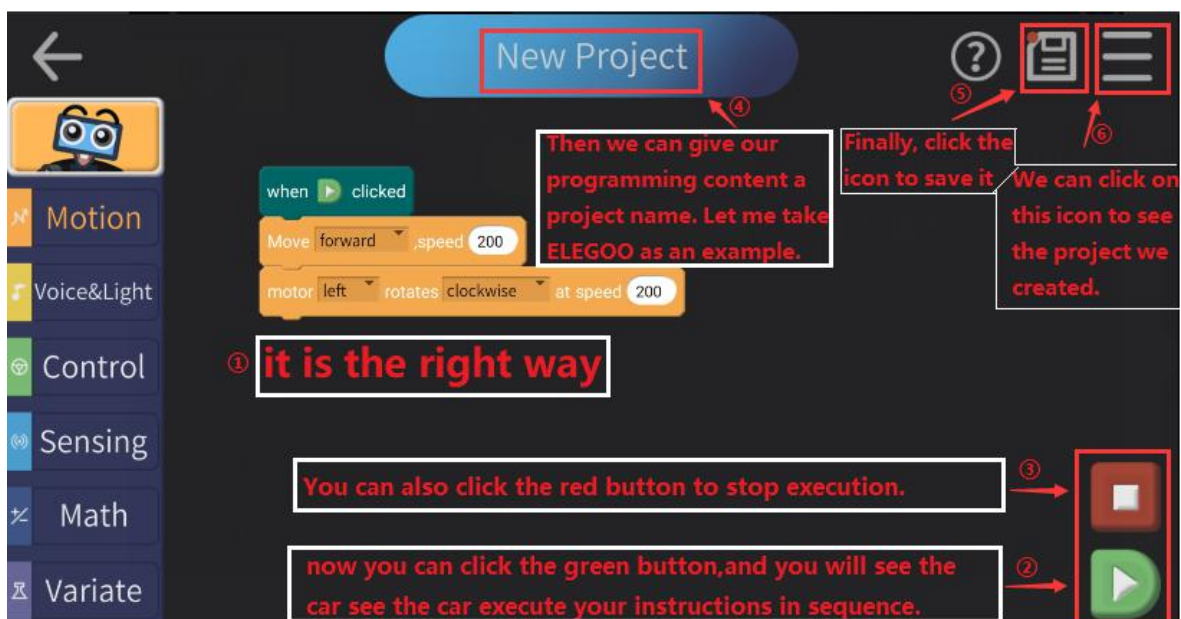 New Project
?
④
⑤
⑥
Then we can give our
programming content a
project name. Let me take
ELEGOO as an example.
Finally, click the
icon to save it
We can click on
this icon to see
the project we
created.
when clicked
Move forward ,speed 200
motor left rotates clockwise at speed 200
Motion
Voice&Light
Control
Sensing
Math
Variate
① it is the right way
You can also click the red button to stop execution.
③
now you can click the green button,and you will see the
car see the car execute your instructions in sequence.
②